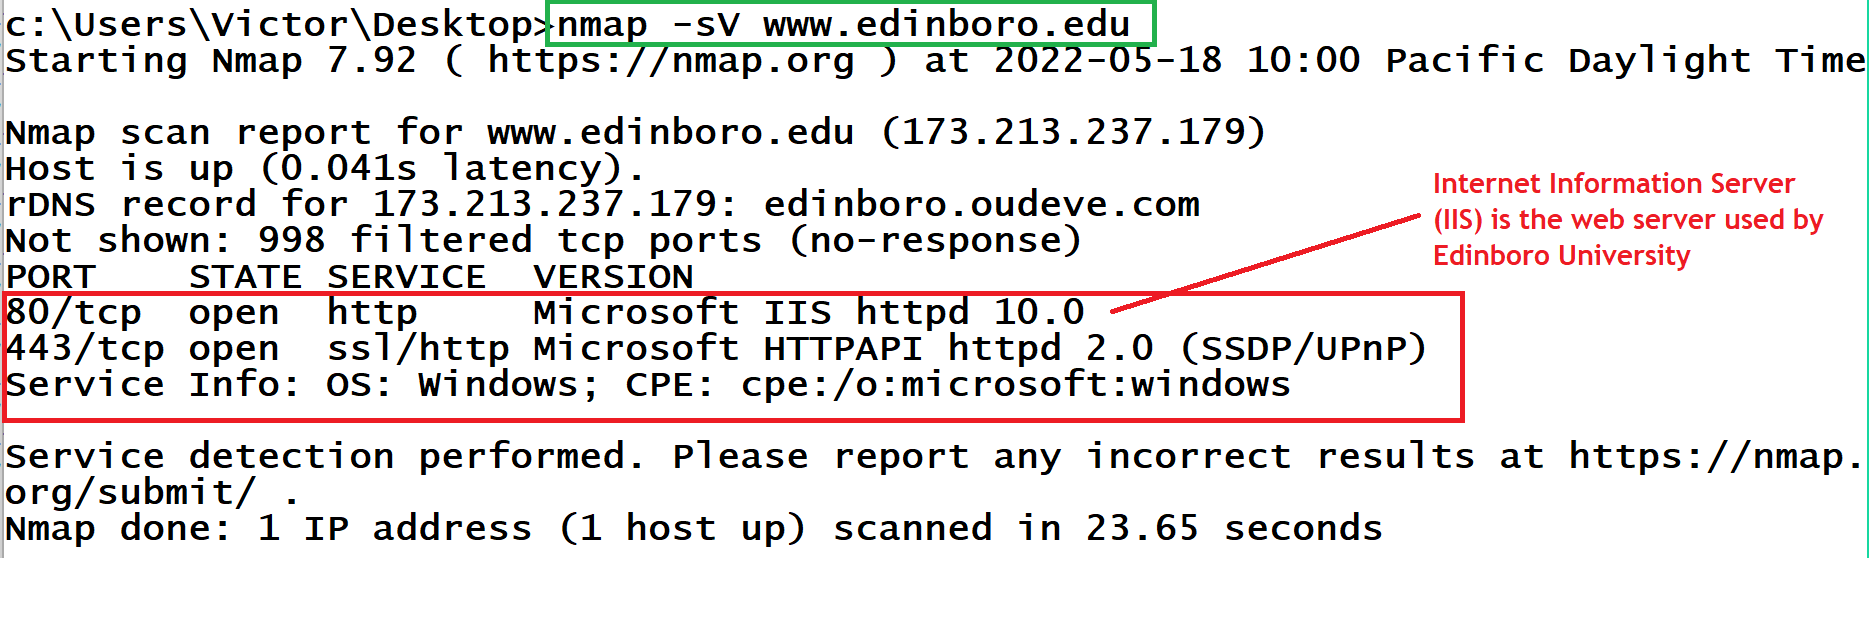 c:\Users\Victor\Desktop>nmap -sV www.edinboro.edu
Starting Nmap 7.92 ( https://nmap.org ) at 2022-05-18 10:00 Pacific Daylight Time
Nmap scan report for www.edinboro.edu (173.213.237.179)
Host is up (0.041s latency).
rDNS record for 173.213.237.179: edinboro.oudeve.com
Not shown: 998 filtered tcp ports (no-response)
PORT    STATE SERVICE  VERSION
80/tcp  open  http     Microsoft IIS httpd 10.0
443/tcp open  ssl/http Microsoft HTTPAPI httpd 2.0 (SSDP/UPnP)
Service Info: OS: Windows; CPE: cpe:/o:microsoft:windows
Internet Information Server
(IIS) is the web server used by
Edinboro University
Service detection performed. Please report any incorrect results at https://nmap.
org/submit/ .
Nmap done: 1 IP address (1 host up) scanned in 23.65 seconds